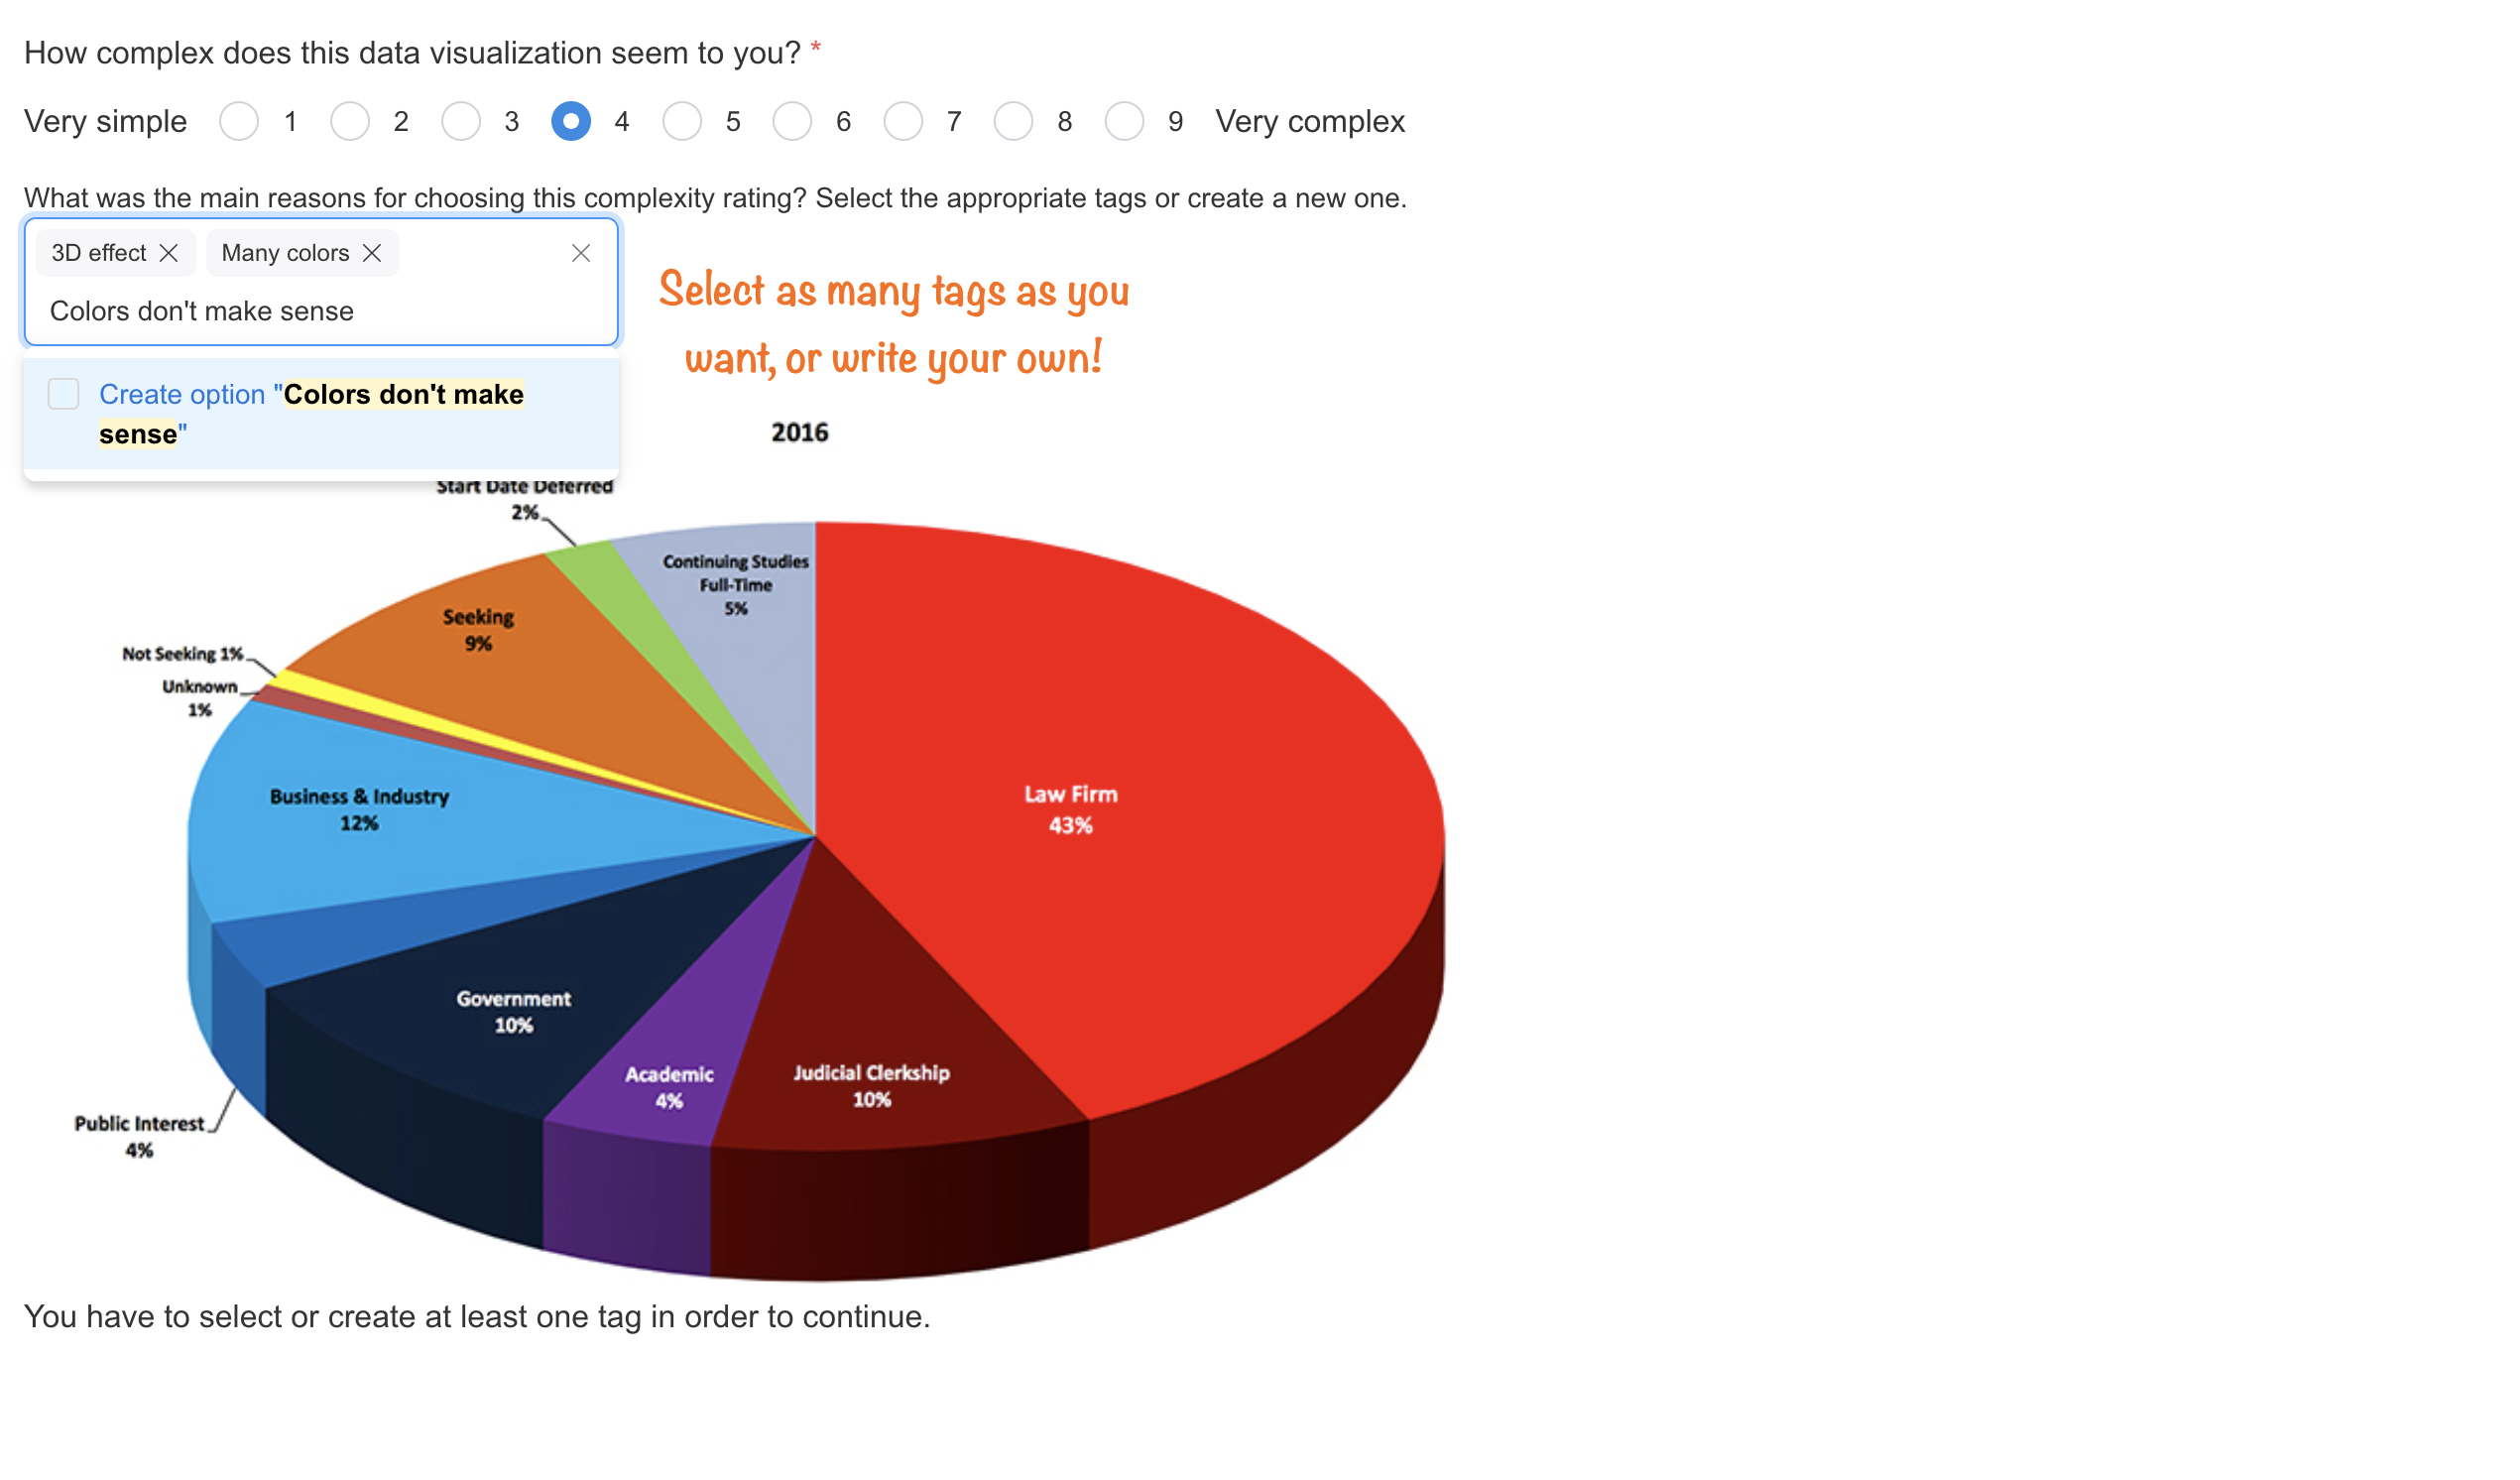 How complex does this data visualization seem to you? *
Very simple 1 2 3 4 5 6 7 8 9 Very complex
What was the main reasons for choosing this complexity rating? Select the appropriate tags or create a new one.
3D effect Many colors
Colors don't make sense
Create option "Colors don't make
sense"
Select as many tags as you
want, or write your own!
2016
Start Date Deferred
2%
Continuing Studies
Full-Time
5%
Seeking
9%
Not Seeking 1%
Unknown
1%
Business & Industry
12%
Law Firm
43%
Government
10%
Academic
4%
Judicial Clerkship
10%
Public Interest
4%
You have to select or create at least one tag in order to continue.